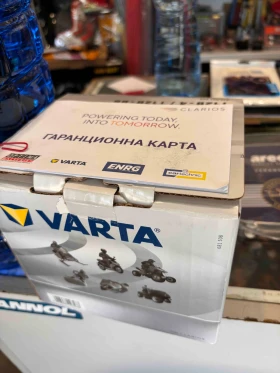 CLARIOS
POWERING TODAY.
INTO TOMORROW.
ГАРАНЦИОННА КАРТА
VARTA
ENRG
VARTA
ANNOL